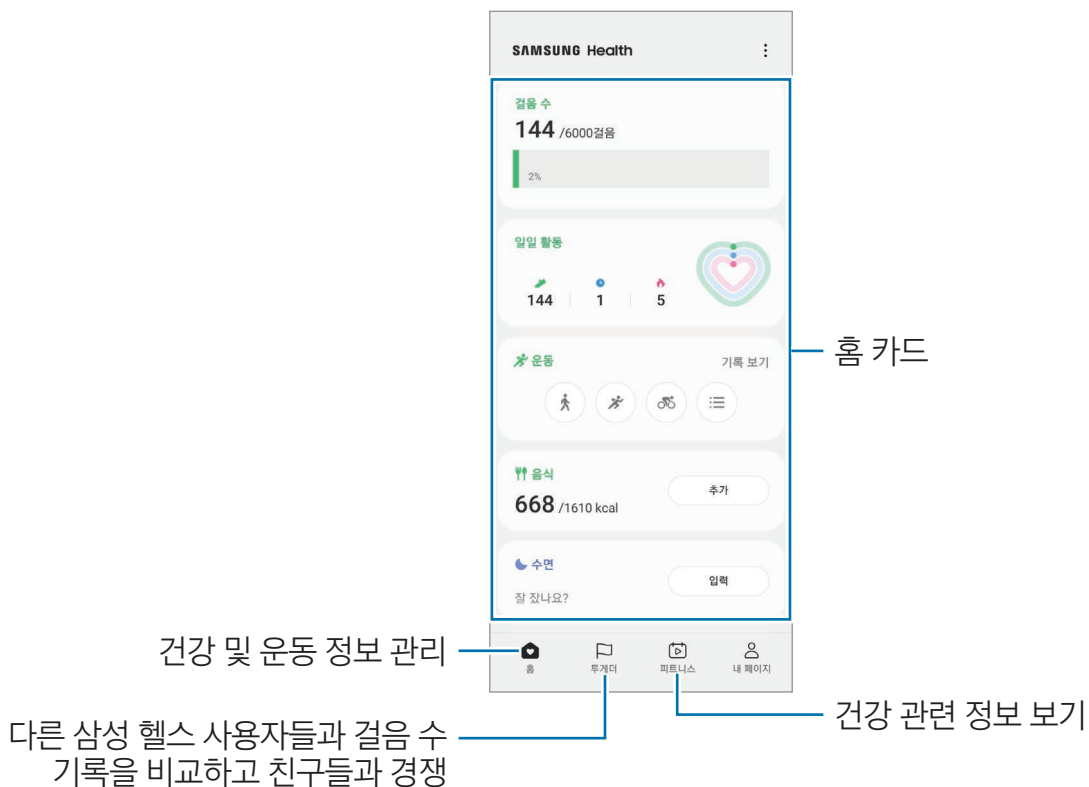 SAMSUNG Health
걸음 수
144 /6000걸음
2%
일일 활동
144 1 5
운동 기록 보기
홈 카드
음식
추가
668 /1610 kcal
수면
입력
잘 잤나요?
건강 및 운동 정보 관리
홈 투게더 피트니스 내 페이지
건강 관련 정보 보기
다른 삼성 헬스 사용자들과 걸음 수
기록을 비교하고 친구들과 경쟁